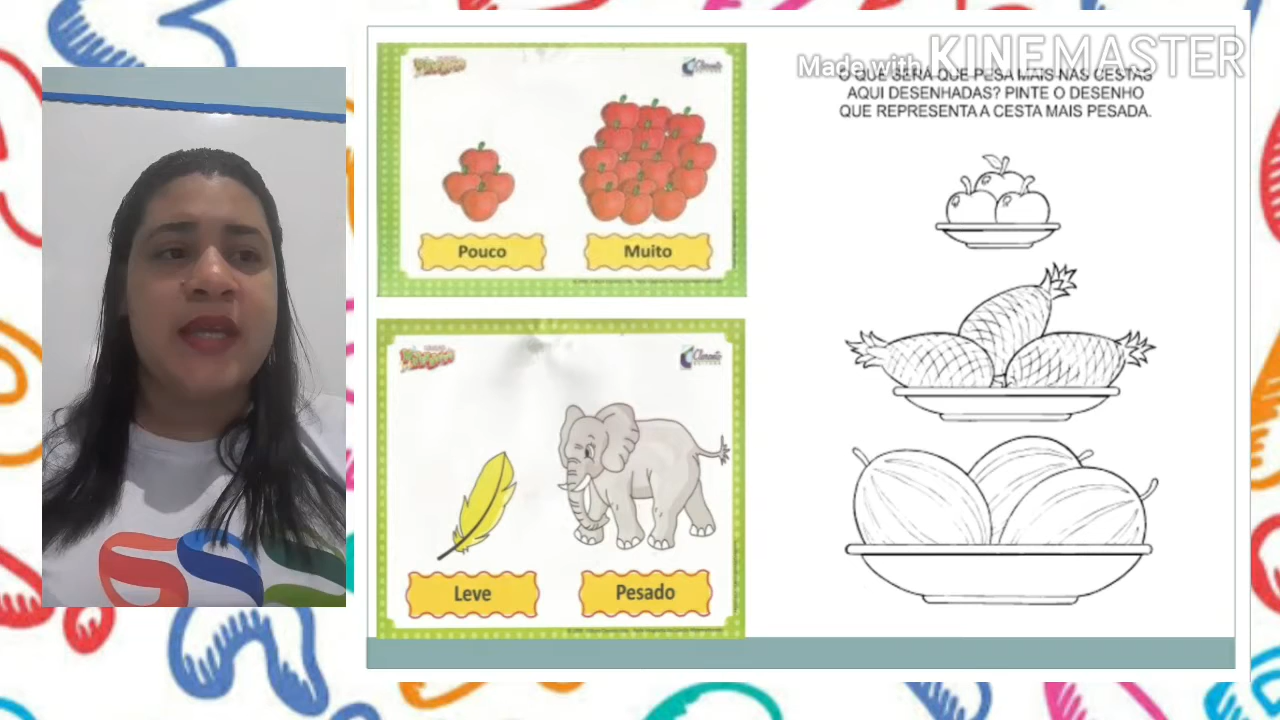 Made with KINEMASTER
O QUE SERÁ QUE PESA MAIS NAS CESTAS
AQUI DESENHADAS? PINTE O DESENHO
QUE REPRESENTA A CESTA MAIS PESADA.
Pouco
Muito
Leve
Pesado